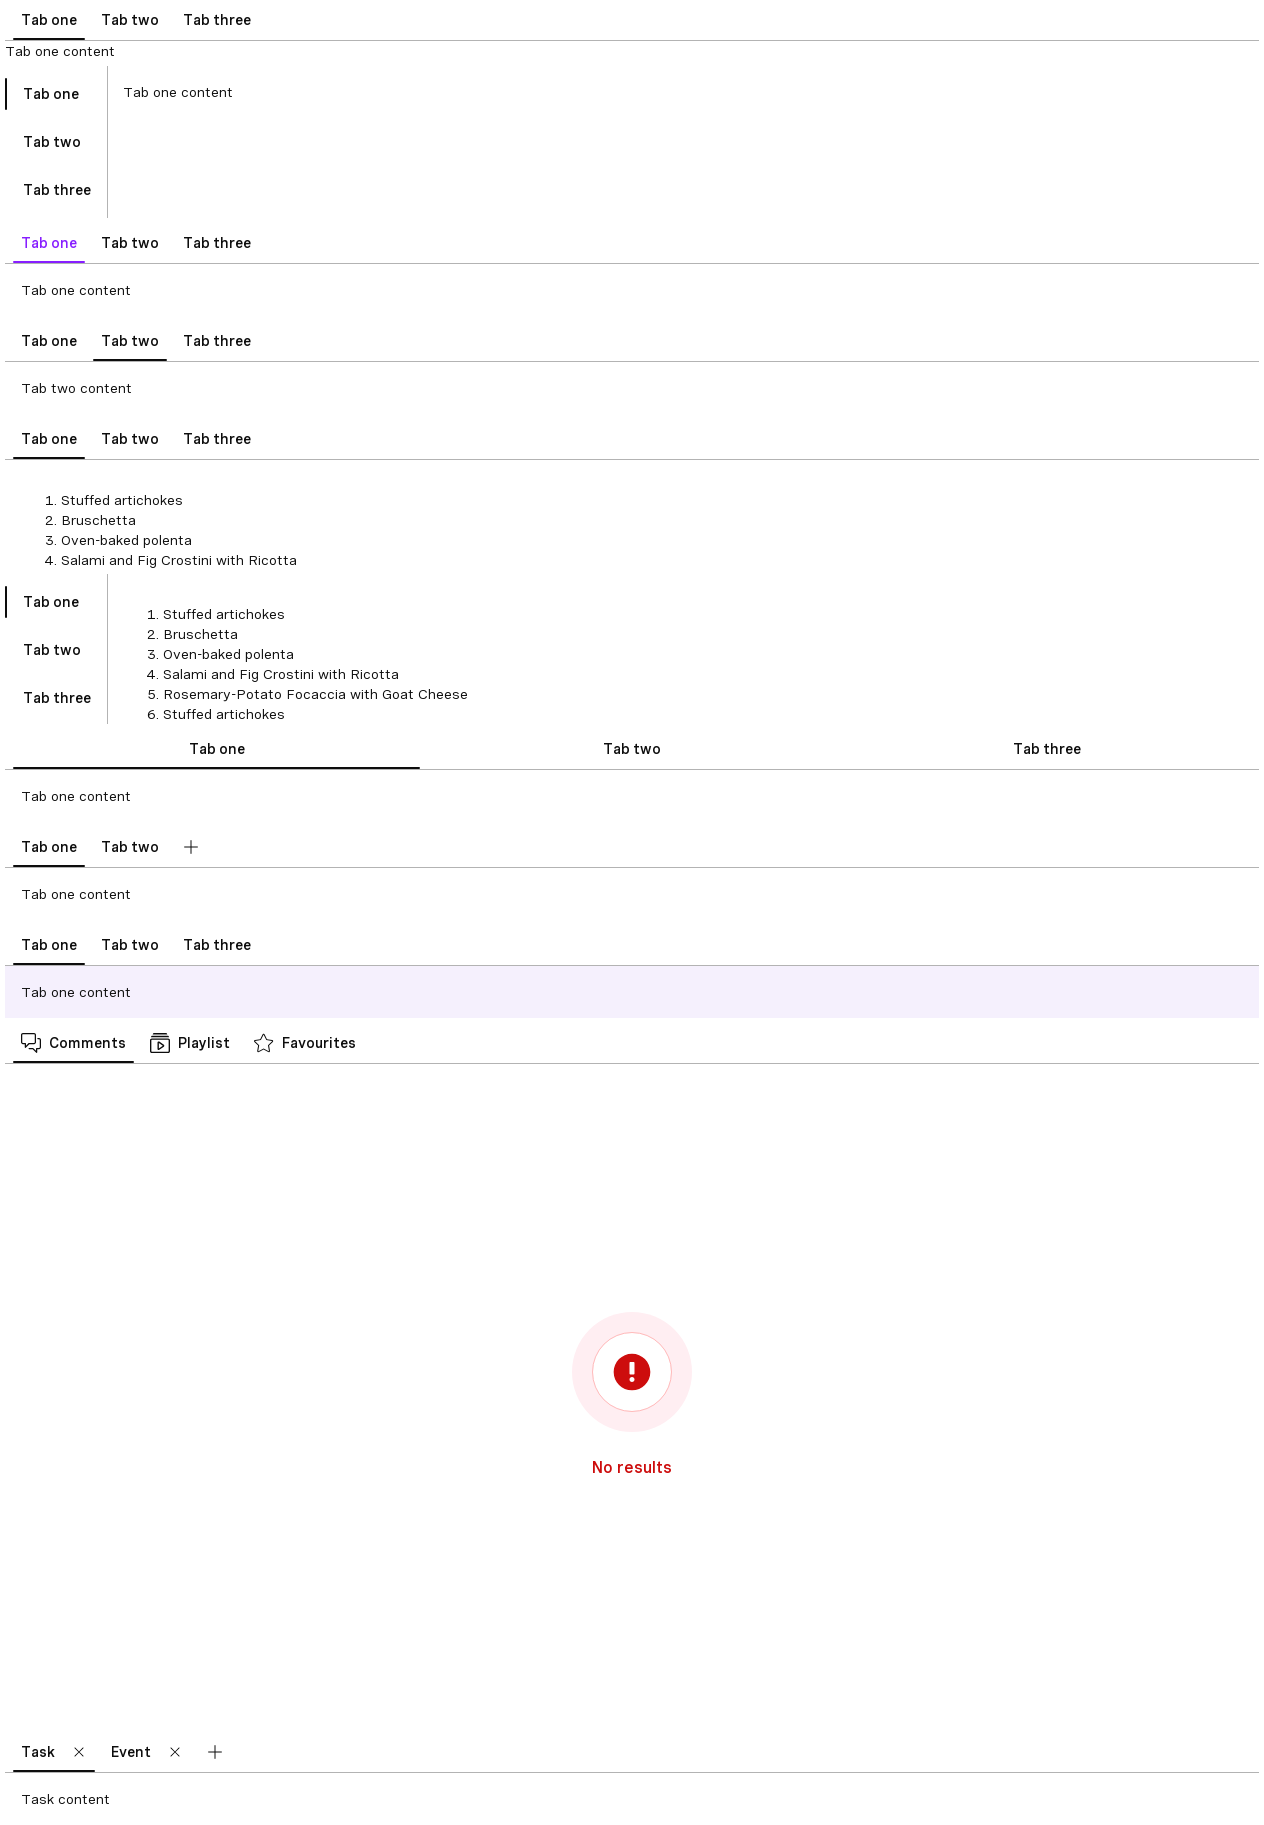 Tab one Tab two Tab three
Tab one content
Tab one
Tab one content
Tab two
Tab three
Tab one Tab two Tab three
Tab one content
Tab one Tab two Tab three
Tab two content
Tab one Tab two Tab three
1. Stuffed artichokes
2. Bruschetta
3. Oven-baked polenta
4. Salami and Fig Crostini with Ricotta
Tab one
Tab two
Tab three
1. Stuffed artichokes
2. Bruschetta
3. Oven-baked polenta
4. Salami and Fig Crostini with Ricotta
5. Rosemary-Potato Focaccia with Goat Cheese
6. Stuffed artichokes
Tab one Tab two Tab three
Tab one content
Tab one Tab two
Tab one content
Tab one Tab two Tab three
Tab one content
Comments Playlist Favourites
No results
Task Event
Task content